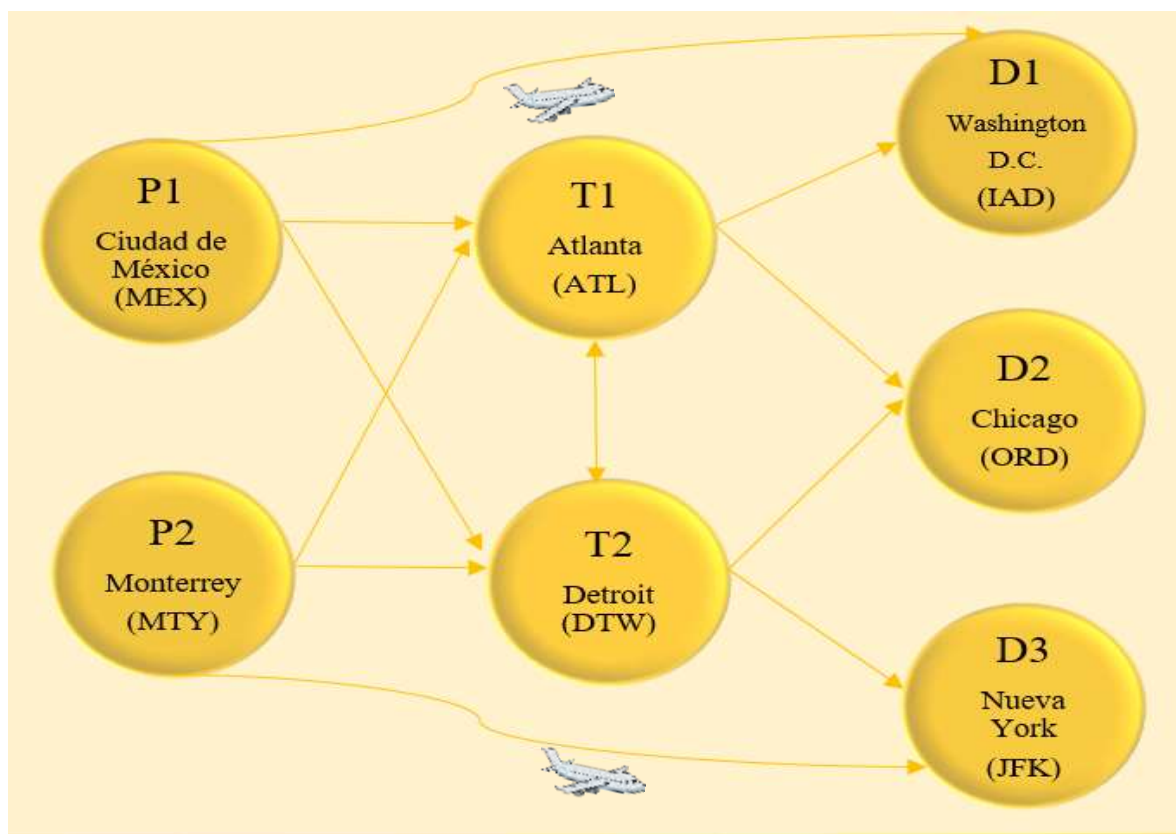 P1
Ciudad de
México
(MEX)
T1
Atlanta
(ATL)
D1
Washington
D.C.
(IAD)
D2
Chicago
(ORD)
P2
Monterrey
(MTY)
T2
Detroit
(DTW)
D3
Nueva
York
(JFK)